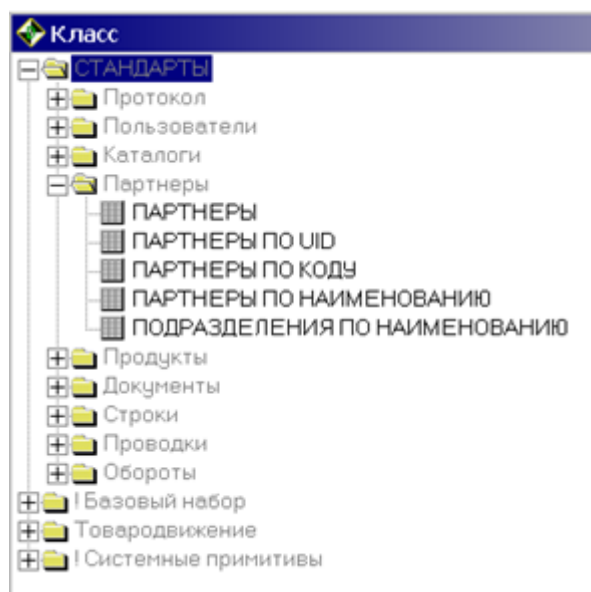 Класс
СТАНДАРТЫ
Протокол
Пользователи
Каталоги
Партнеры
ПАРТНЕРЫ
ПАРТНЕРЫ ПО UID
ПАРТНЕРЫ ПО КОДУ
ПАРТНЕРЫ ПО НАИМЕНОВАНИЮ
ПОДРАЗДЕЛЕНИЯ ПО НАИМЕНОВАНИЮ
Продукты
Документы
Строки
Проводки
Обороты
! Базовый набор
Товародвижение
! Системные примитивы